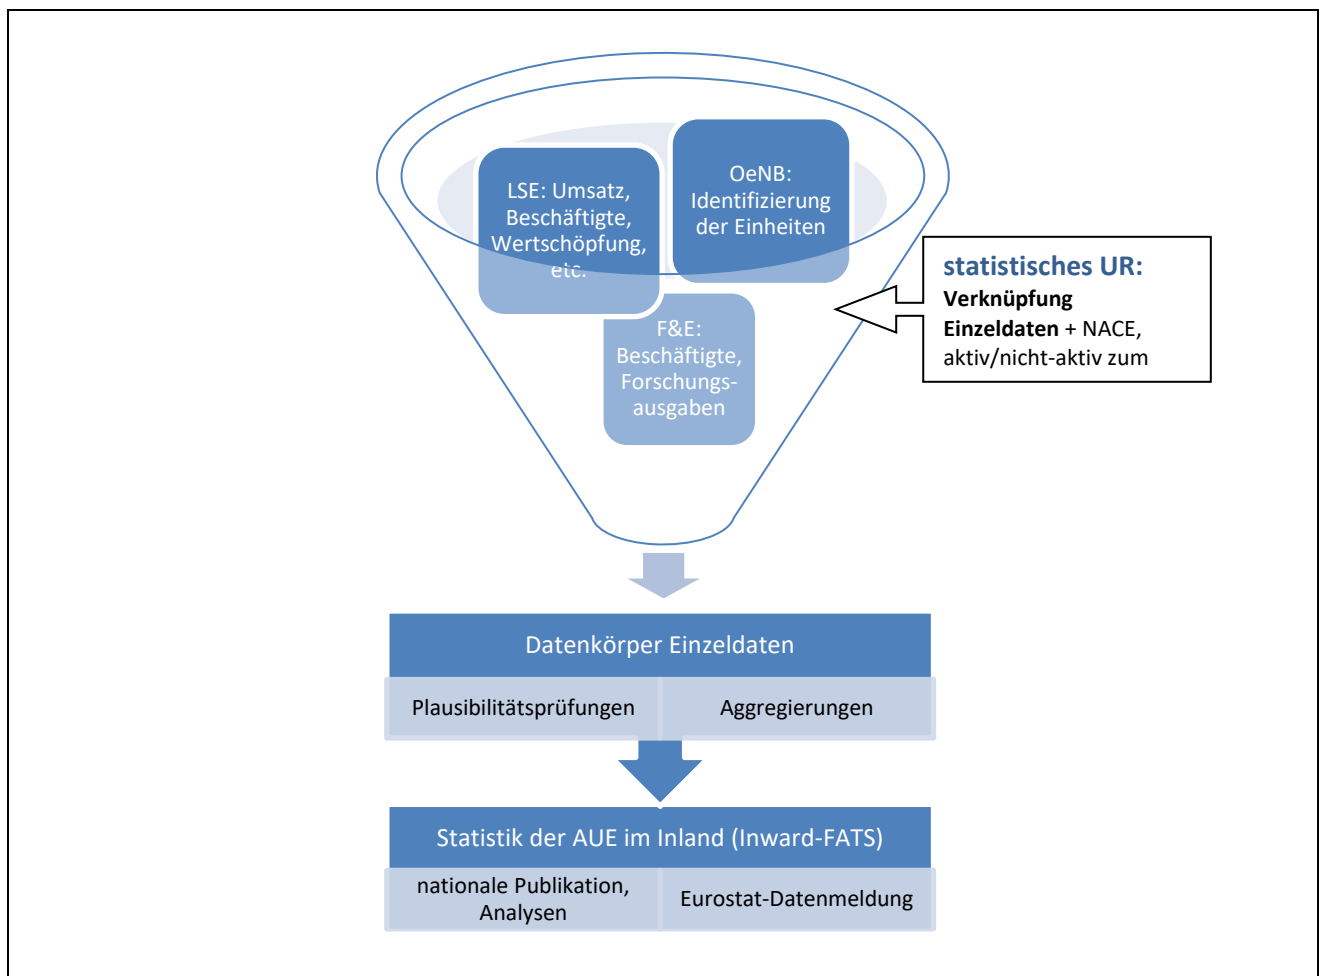 LSE: Umsatz,
Beschäftigte,
Wertschöpfung,
etc.
OeNB:
Identifizierung
der Einheiten
F&E:
Beschäftigte,
Forschungs-
ausgaben
statistisches UR:
Verknüpfung
Einzeldaten + NACE,
aktiv/nicht-aktiv zum
Datenkörper Einzeldaten
Plausibilitätsprüfungen
Aggregierungen
Statistik der AUE im Inland (Inward-FATS)
nationale Publikation,
Analysen
Eurostat-Datenmeldung